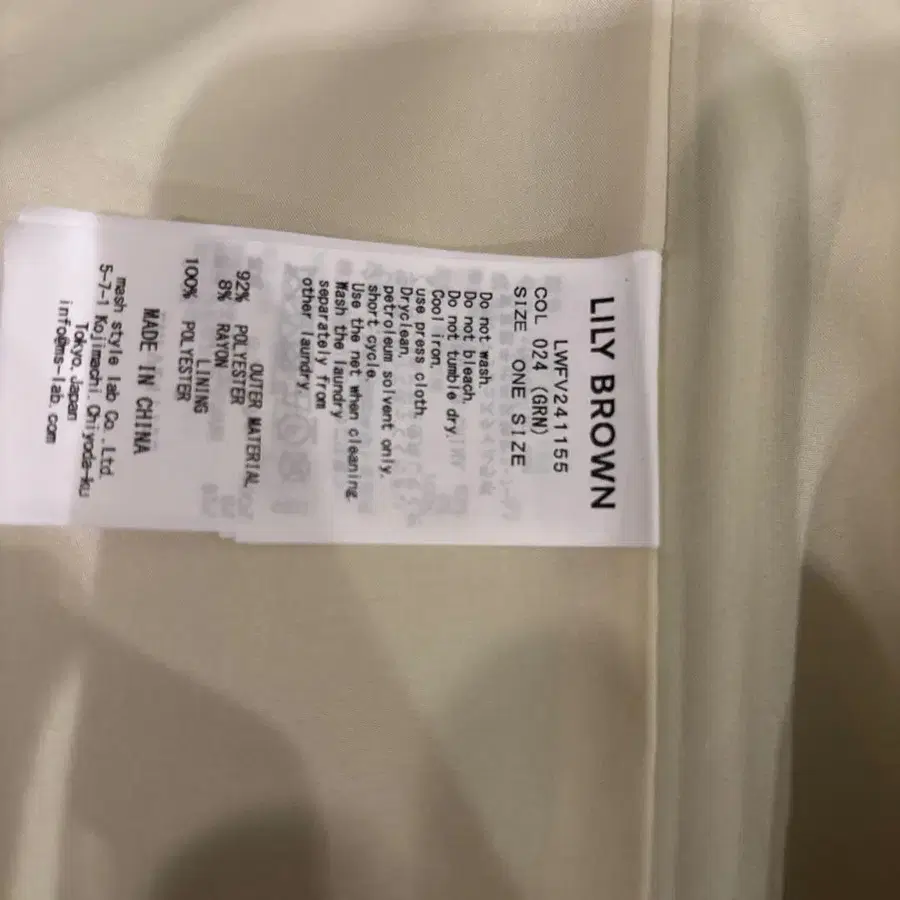 LILY BROWN
LWFV241155
COL 024 (GRN)
SIZE ONE SIZE
Do not wash.
Do not bleach.
Do not tumble dry.
Cool iron.
use press cloth.
Dryclean,
petroleum solvent only.
short cycle.
Use the net when cleaning.
Wash the laundry
separately from
other laundry.
OUTER MATERIAL
92% POLYESTER
8% RAYON
LINING
100% POLYESTER
MADE IN CHINA
mash style lab Co.,Ltd.
5-7-1 Kojimachi,Chiyoda-ku
Tokyo,Japan
info@ms-lab.com